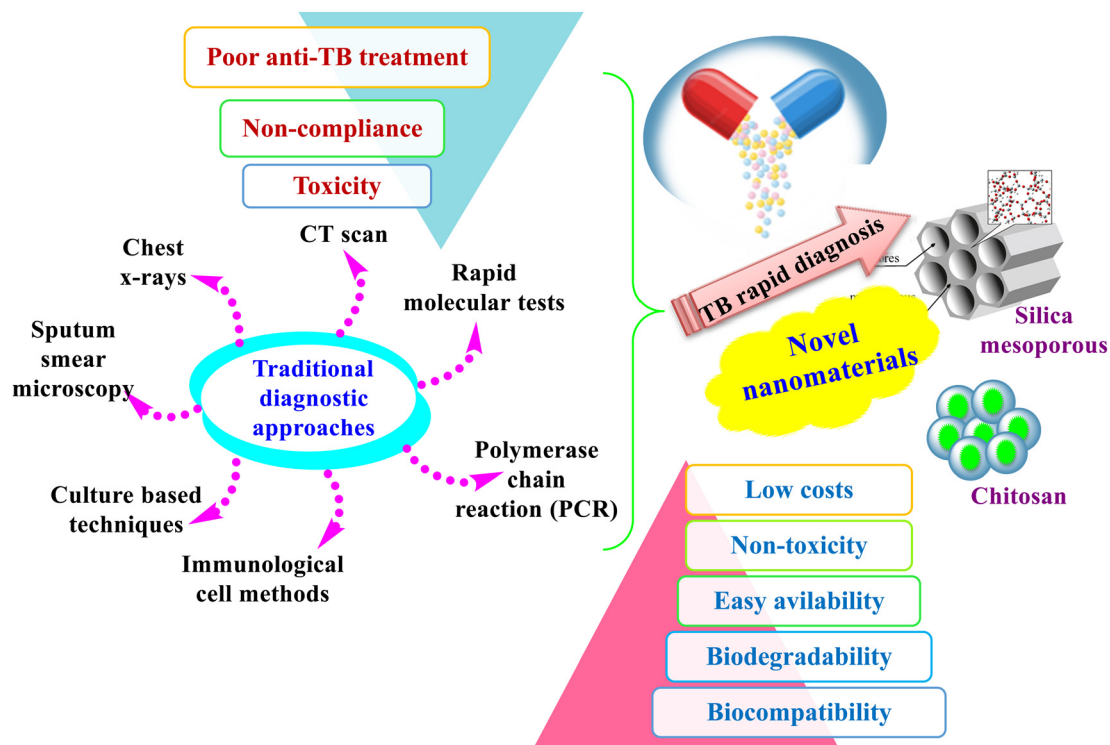 Poor anti-TB treatment
Non-compliance
Toxicity
CT scan
Chest
x-rays
Rapid
molecular tests
Sputum
smear
microscopy
Traditional
diagnostic
approaches
Culture based
techniques
Immunological
cell methods
Polymerase
chain
reaction (PCR)
TB rapid diagnosis
Novel
nanomaterials
Silica
mesoporous
Chitosan
Low costs
Non-toxicity
Easy avilability
Biodegradability
Biocompatibility